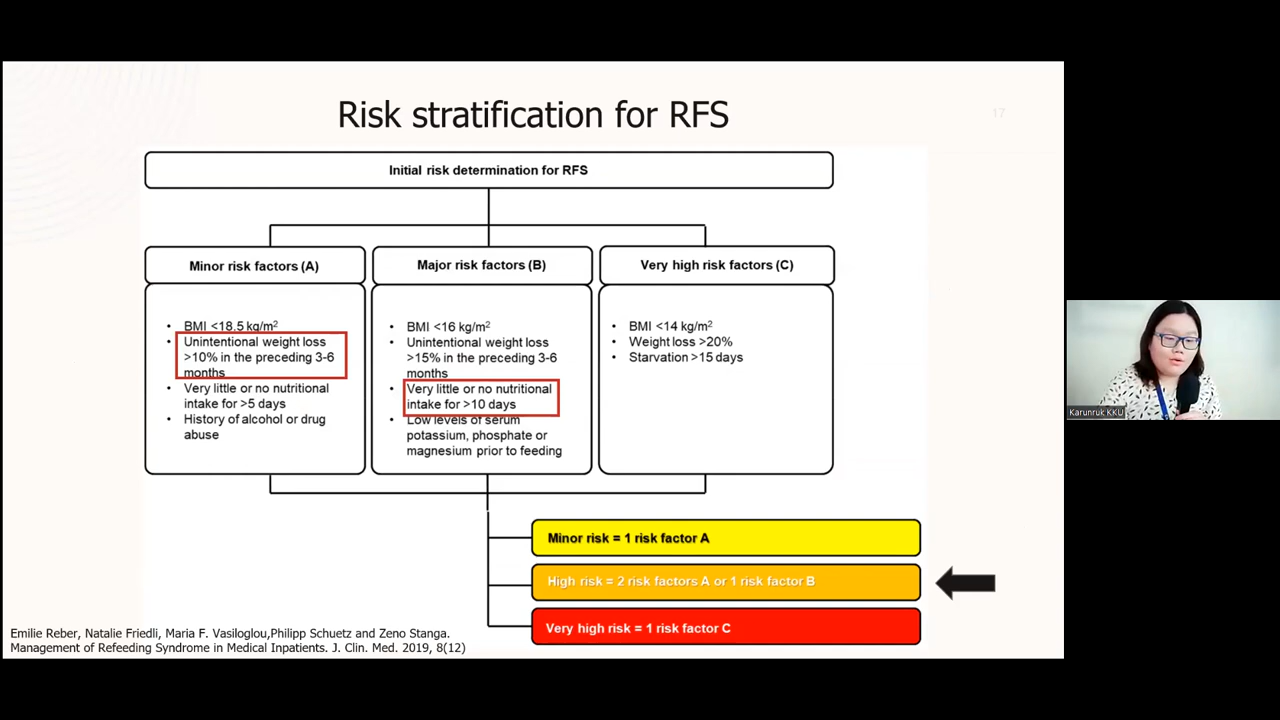 Risk stratification for RFS
17
Initial risk determination for RFS
Minor risk factors (A)
• BMI <18.5 kg/m²
• Unintentional weight loss
>10% in the preceding 3-6
months
• Very little or no nutritional
intake for >5 days
• History of alcohol or drug
abuse
Major risk factors (B)
• BMI <16 kg/m²
• Unintentional weight loss
>15% in the preceding 3-6
months
• Very little or no nutritional
intake for >10 days
• Low levels of serum
potassium, phosphate or
magnesium prior to feeding
Very high risk factors (C)
• BMI <14 kg/m²
• Weight loss >20%
• Starvation >15 days
Minor risk = 1 risk factor A
High risk = 2 risk factors A or 1 risk factor B
Very high risk = 1 risk factor C
Emilie Reber, Natalie Friedli, Maria F. Vasiloglou,Philipp Schuetz and Zeno Stanga.
Management of Refeeding Syndrome in Medical Inpatients. J. Clin. Med. 2019, 8(12)
Karunruk KKU